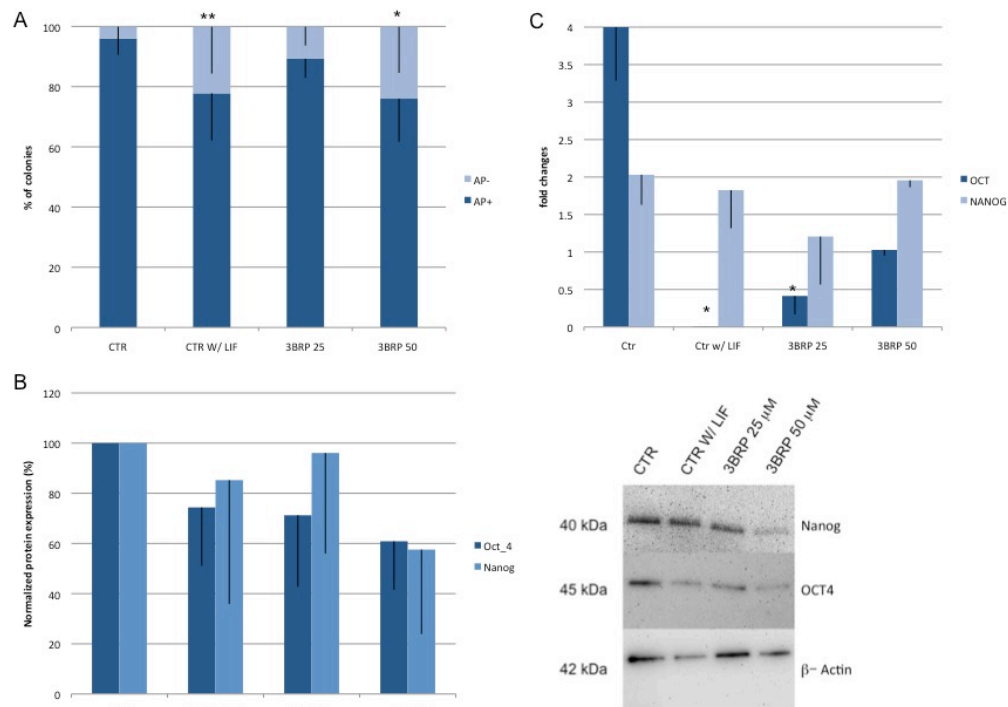 A
**
*
100
80
60
40
20
0
% of colonies
AP-
AP+
CTR
CTR W/ LIF
3BRP 25
3BRP 50
B
120
100
80
60
40
20
0
Normalized protein expression (%)
Oct_4
Nanog
C
4
3.5
3
2.5
2
1.5
1
0.5
0
fold changes
*
*
OCT
NANOG
Ctr
Ctr w/ LIF
3BRP 25
3BRP 50
CTR
CTR W/ LIF
3BRP 25 μM
3BRP 50 μM
40 kDa
Nanog
45 kDa
OCT4
42 kDa
β- Actin